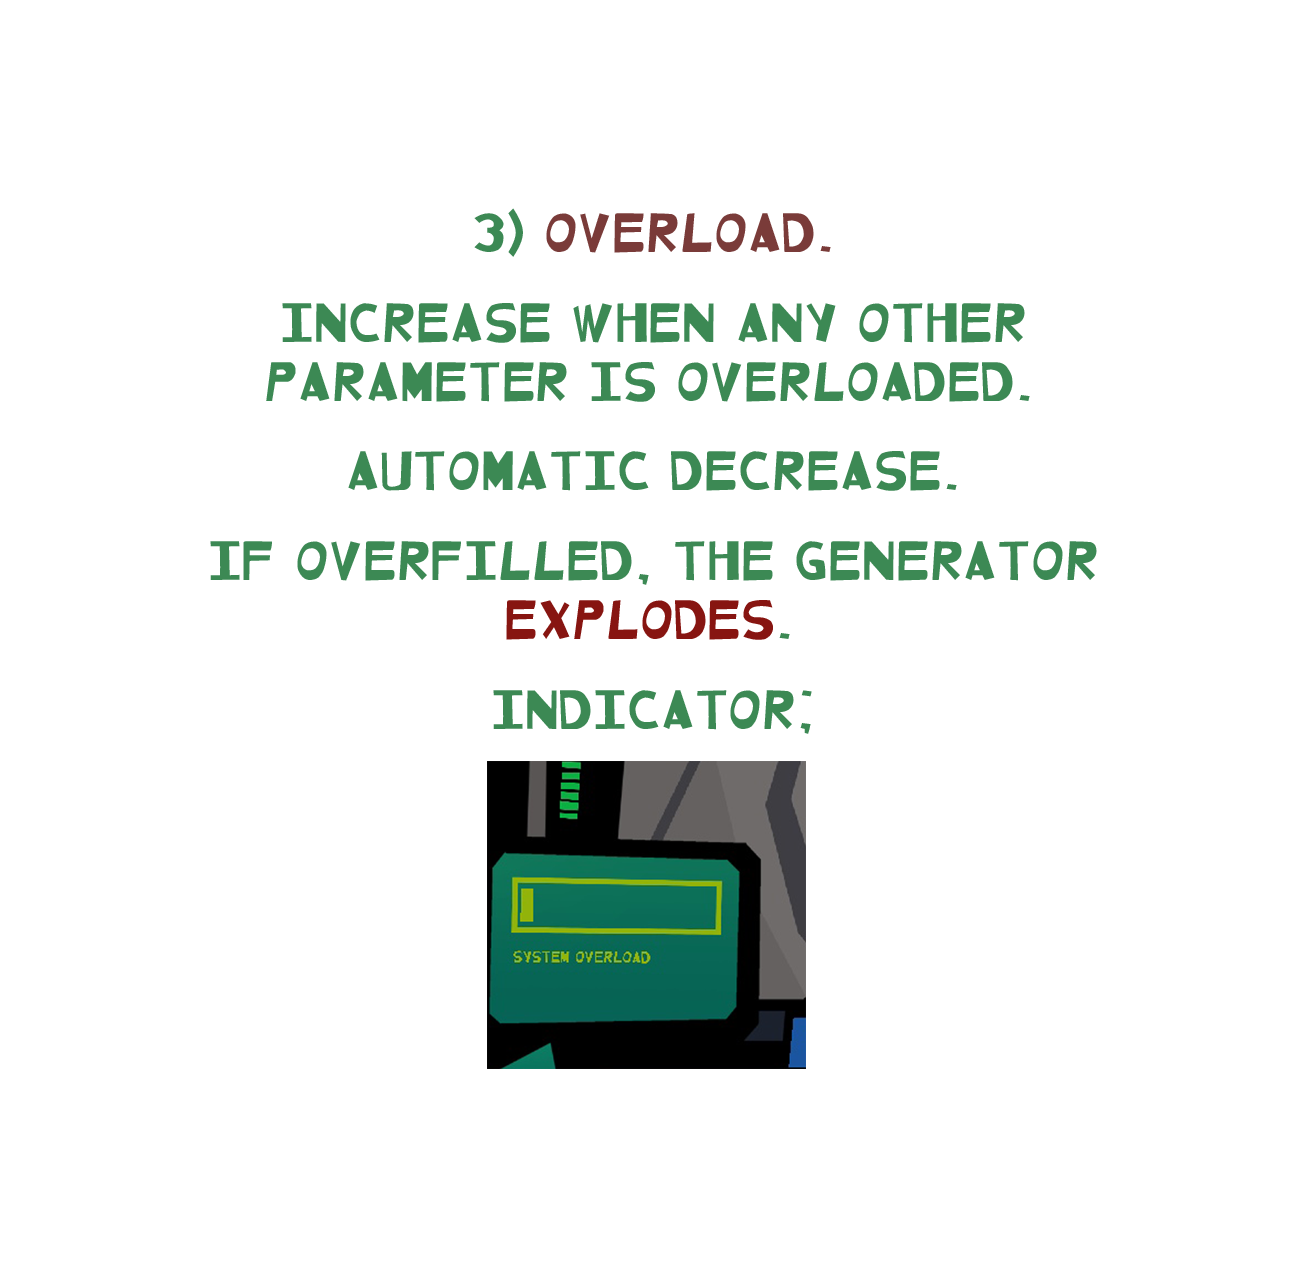 3) OVERLOAD.
INCREASE WHEN ANY OTHER
PARAMETER IS OVERLOADED.
AUTOMATIC DECREASE.
IF OVERFILLED, THE GENERATOR
EXPLODES.
INDICATOR;
SYSTEM OVERLOAD